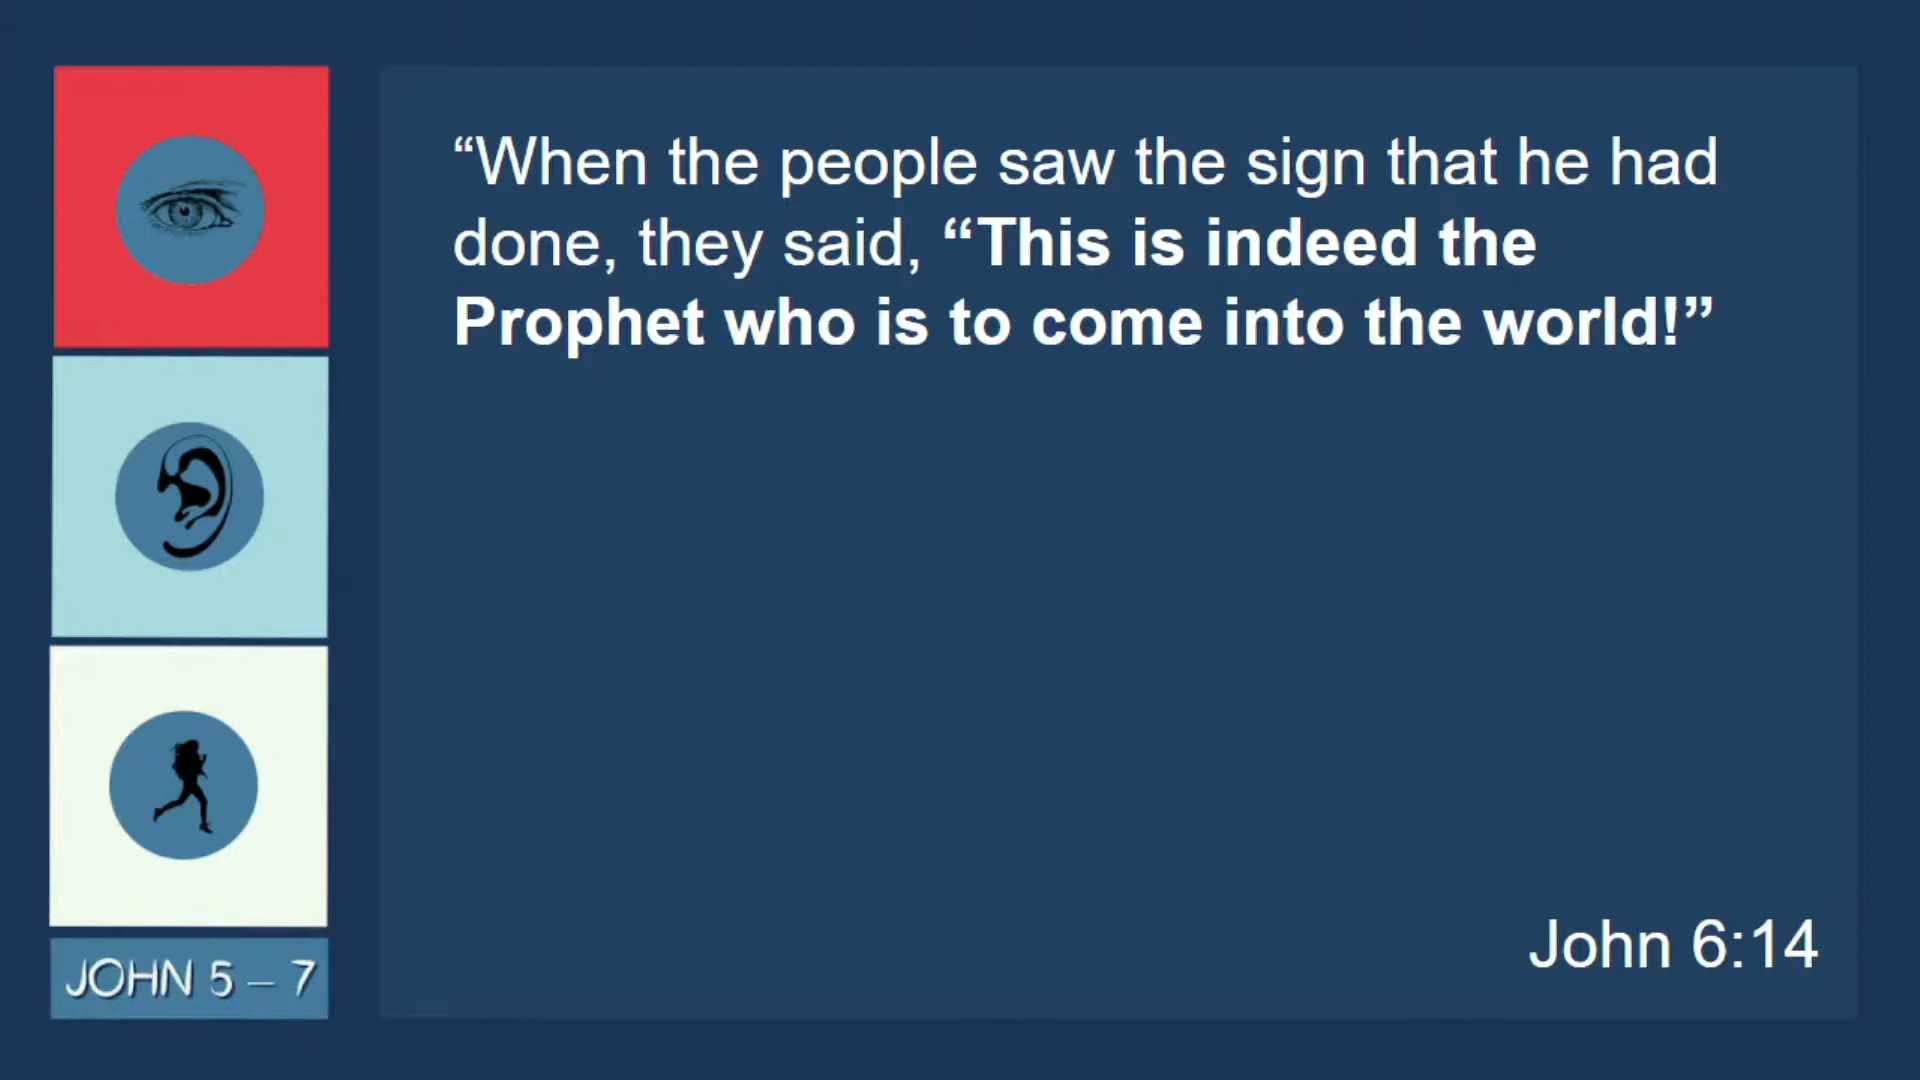 “When the people saw the sign that he had
done, they said, “This is indeed the
Prophet who is to come into the world!”
John 6:14
JOHN 5 – 7